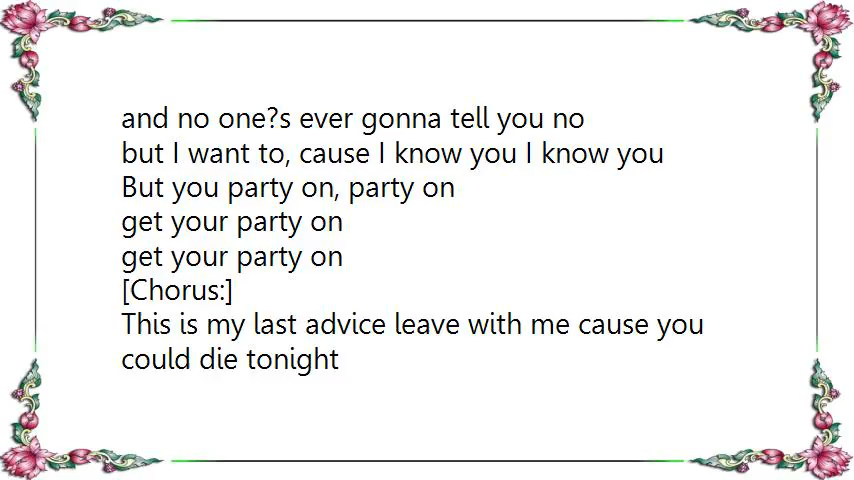 and no one?s ever gonna tell you no
but I want to, cause I know you I know you
But you party on, party on
get your party on
get your party on
[Chorus:]
This is my last advice leave with me cause you
could die tonight